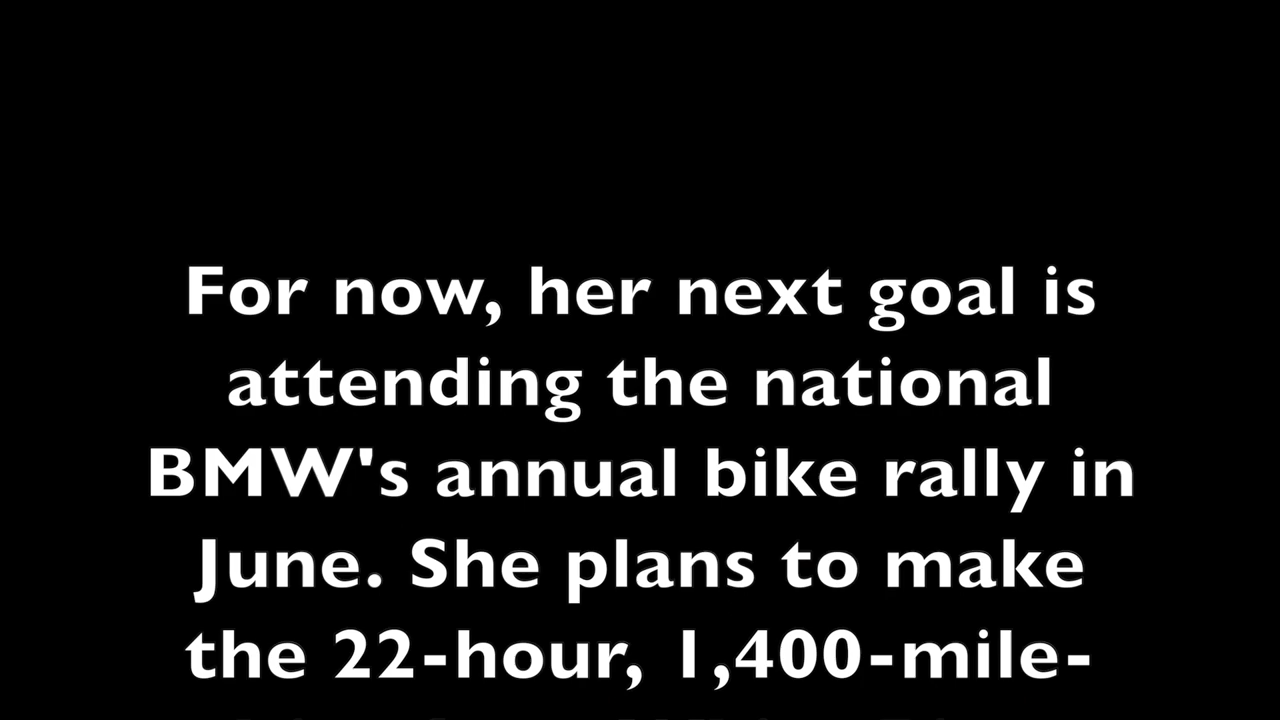 For now, her next goal is
attending the national
BMW's annual bike rally in
June. She plans to make
the 22-hour, 1,400-mile-